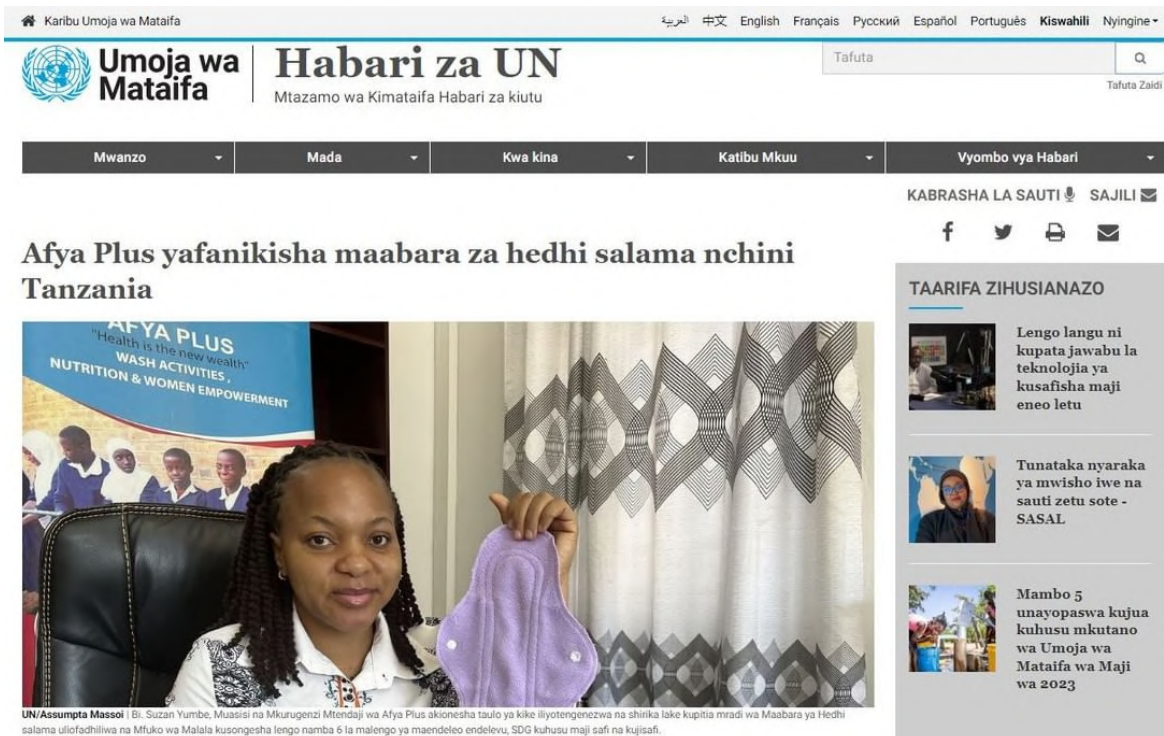 Karibu Umoja wa Mataifa
العربية 中文 English Français Русский Español Português Kiswahili Nyingine
Umoja wa
Mataifa
Habari za UN
Mtazamo wa Kimataifa Habari za kiutu
Tafuta
Tafuta Zaidi
Mwanzo Mada Kwa kina Katibu Mkuu Vyombo vya Habari
KABRASHA LA SAUTI SAJILI
Afya Plus yafanikisha maabara za hedhi salama nchini
Tanzania
AFYA PLUS
"Health is the new wealth"
WASH ACTIVITIES,
NUTRITION & WOMEN EMPOWERMENT
UN/Assumpta Massoi | Bi. Suzan Yumbe, Muasisi na Mkurugenzi Mtendaji wa Afya Plus akionesha taulo ya kike iliyotengenezwa na shirika lake kupitia mradi wa Maabara ya Hedhi
salama uliofadhiliwa na Mfuko wa Malala kusongesha lengo namba 6 la malengo ya maendeleo endelevu, SDG kuhusu maji safi na kujisafi.
TAARIFA ZIHUSIANAZO
Lengo langu ni
kupata jawabu la
teknolojia ya
kusafisha maji
eneo letu
Tunataka nyaraka
ya mwisho iwe na
sauti zetu sote -
SASAL
Mambo 5
unayopaswa kujua
kuhusu mkutano
wa Umoja wa
Mataifa wa Maji
wa 2023